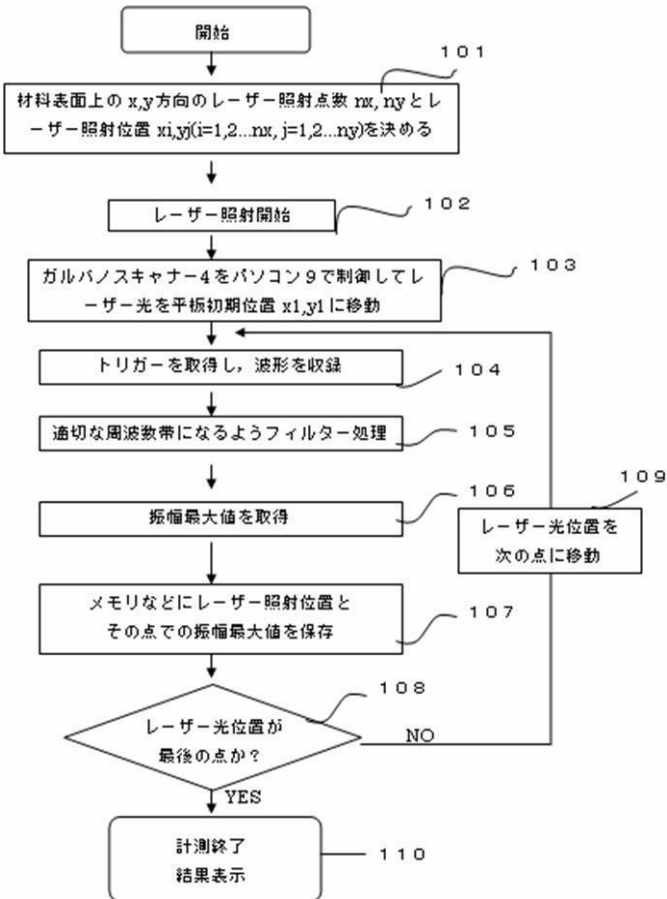 開始
101
材料表面上の x,y方向のレーザー照射点数 nx, nyとレ
ーザー照射位置 xi,yj(i=1,2...nx, j=1,2...ny)を決める
102
レーザー照射開始
103
ガルバノスキャナー4をパソコン9で制御してレ
ーザー光を平板初期位置 x1,y1 に移動
トリガーを取得し，波形を収録
104
適切な周波数帯になるようフィルター処理
105
106
振幅最大値を取得
109
レーザー光位置を
次の点に移動
メモリなどにレーザー照射位置と
その点での振幅最大値を保存
107
108
レーザー光位置が
最後の点か？
NO
YES
計測終了
結果表示
110